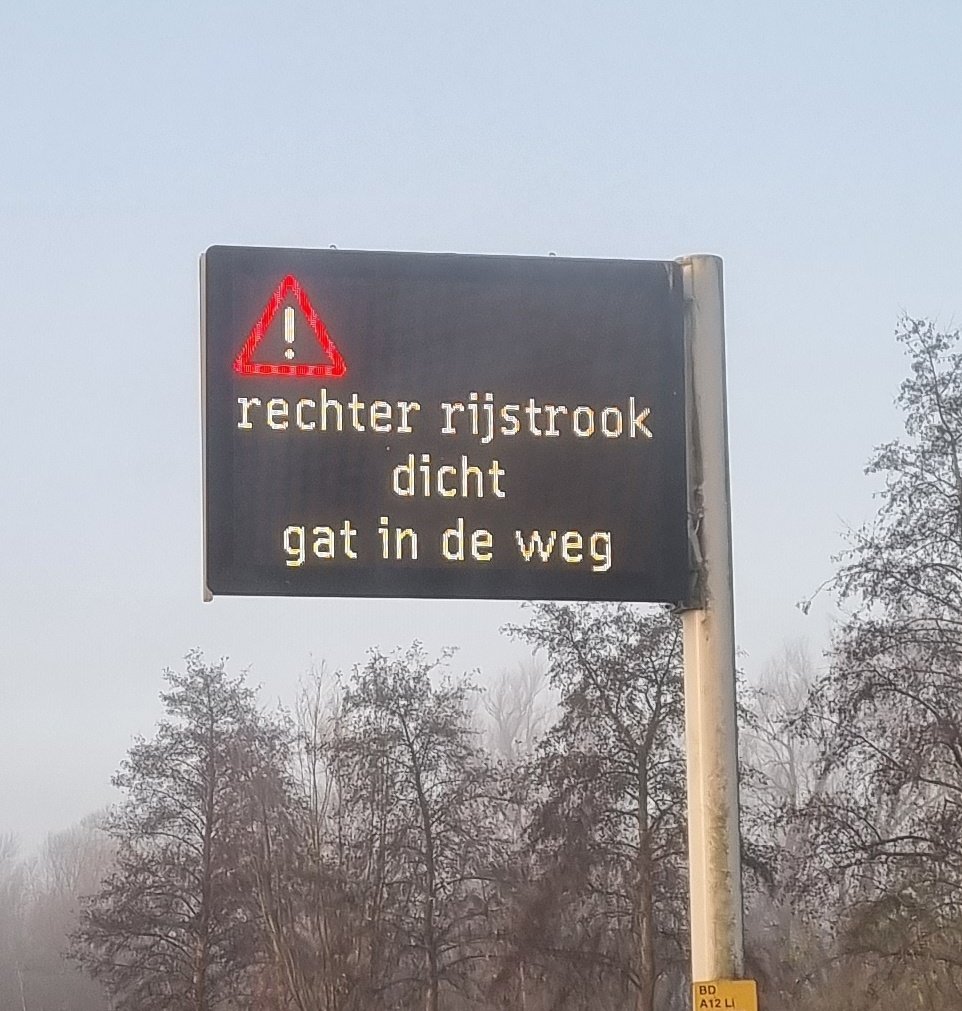 !
rechter rijstrook
dicht
gat in de weg
BD
A12 Li